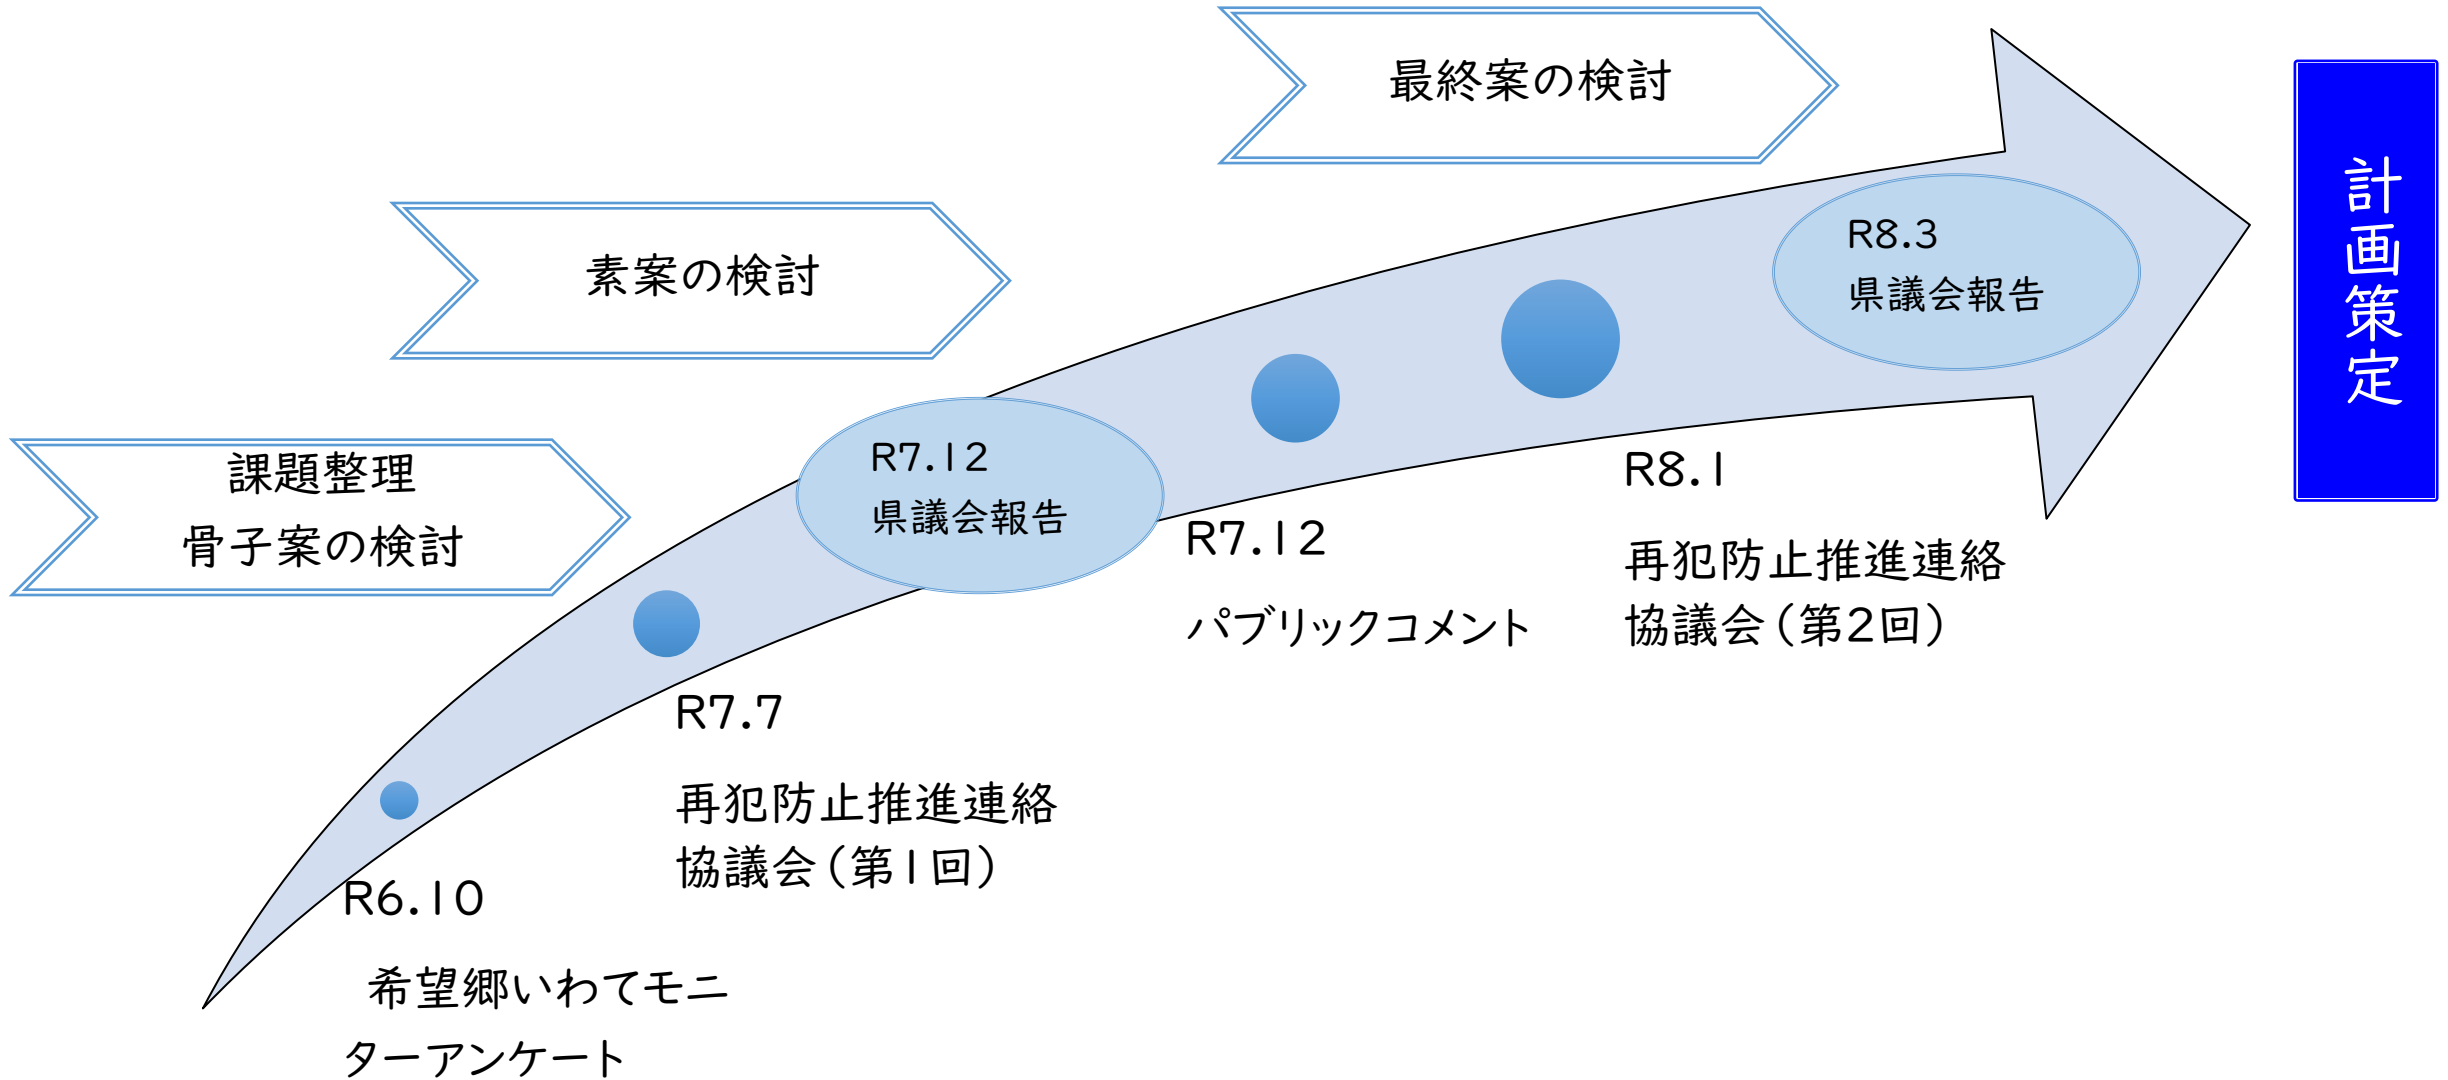 最終案の検討
素案の検討
課題整理
骨子案の検討
R8.3
県議会報告
計画策定
R7.12
県議会報告
R8.1
再犯防止推進連絡
協議会(第2回)
R7.12
パブリックコメント
R7.7
再犯防止推進連絡
協議会(第1回)
R6.10
希望郷いわてモニ
ターアンケート